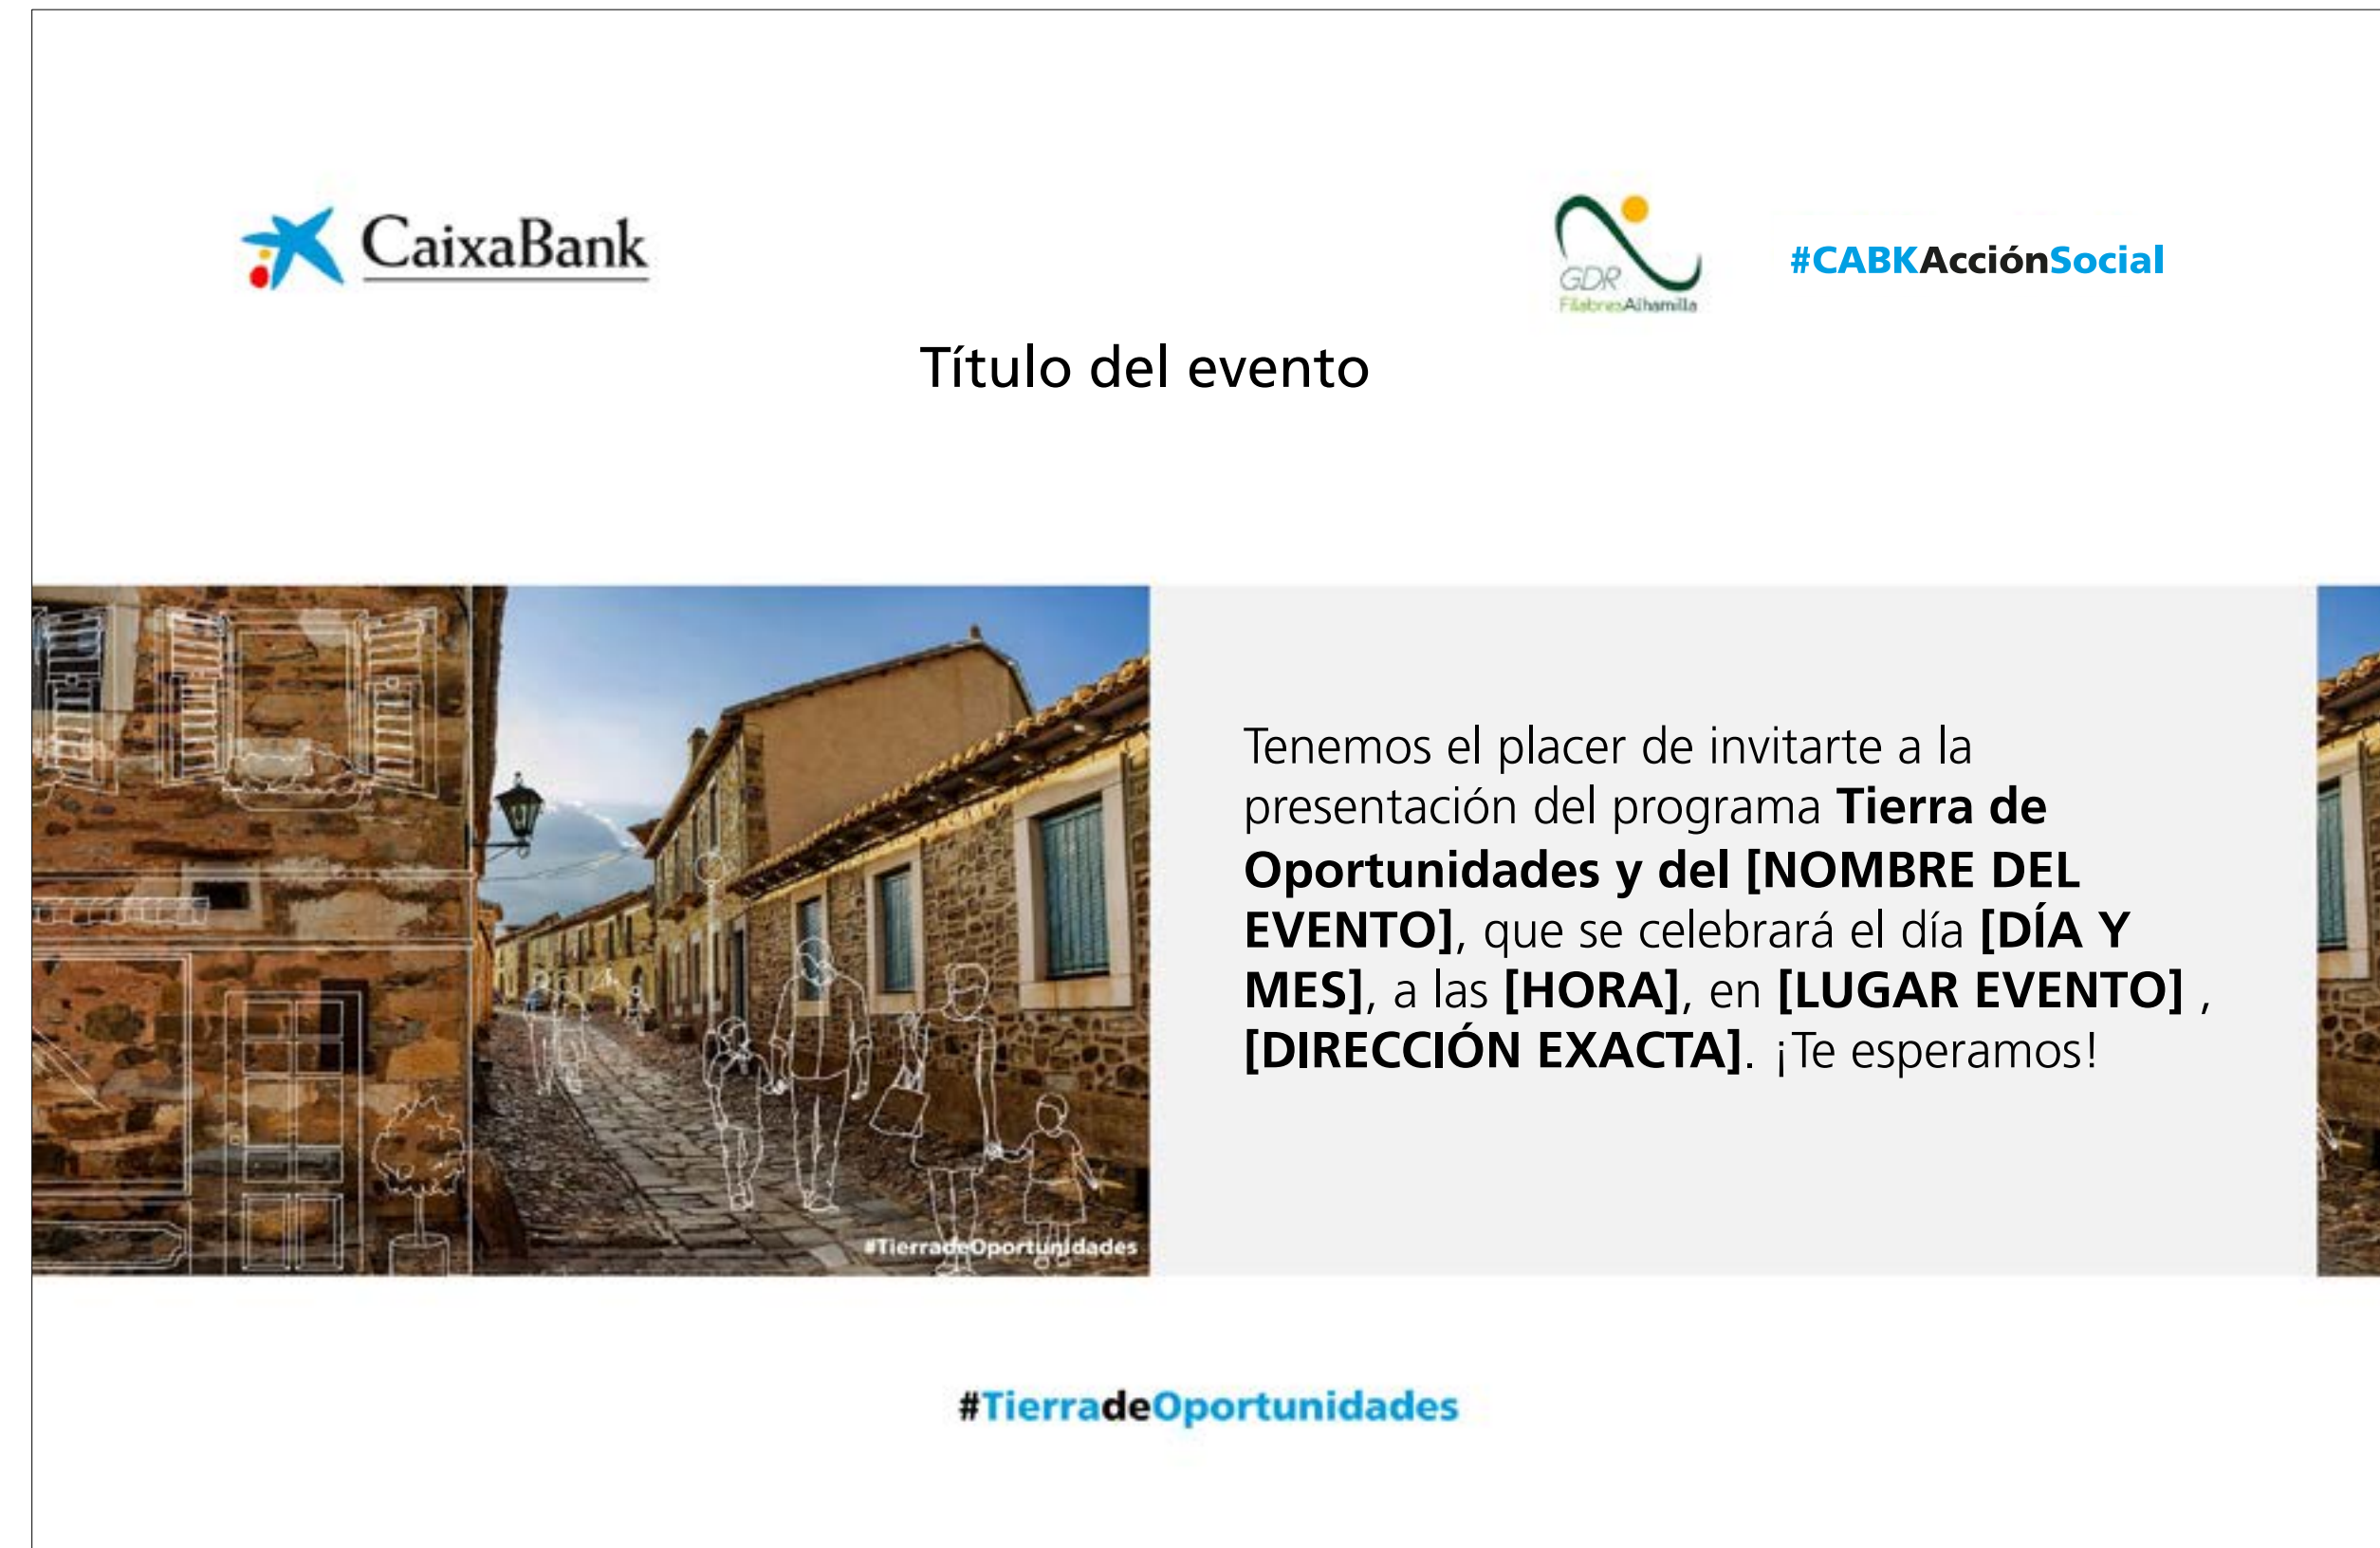 CaixaBank
GDR
FilabresAlhamilla
#CABKAcciónSocial
Título del evento
Tenemos el placer de invitarte a la
presentación del programa Tierra de
Oportunidades y del [NOMBRE DEL
EVENTO], que se celebrará el día [DÍA Y
MES], a las [HORA], en [LUGAR EVENTO] ,
[DIRECCIÓN EXACTA]. ¡Te esperamos!
#TierradeOportunidades
#TierradeOportunidades